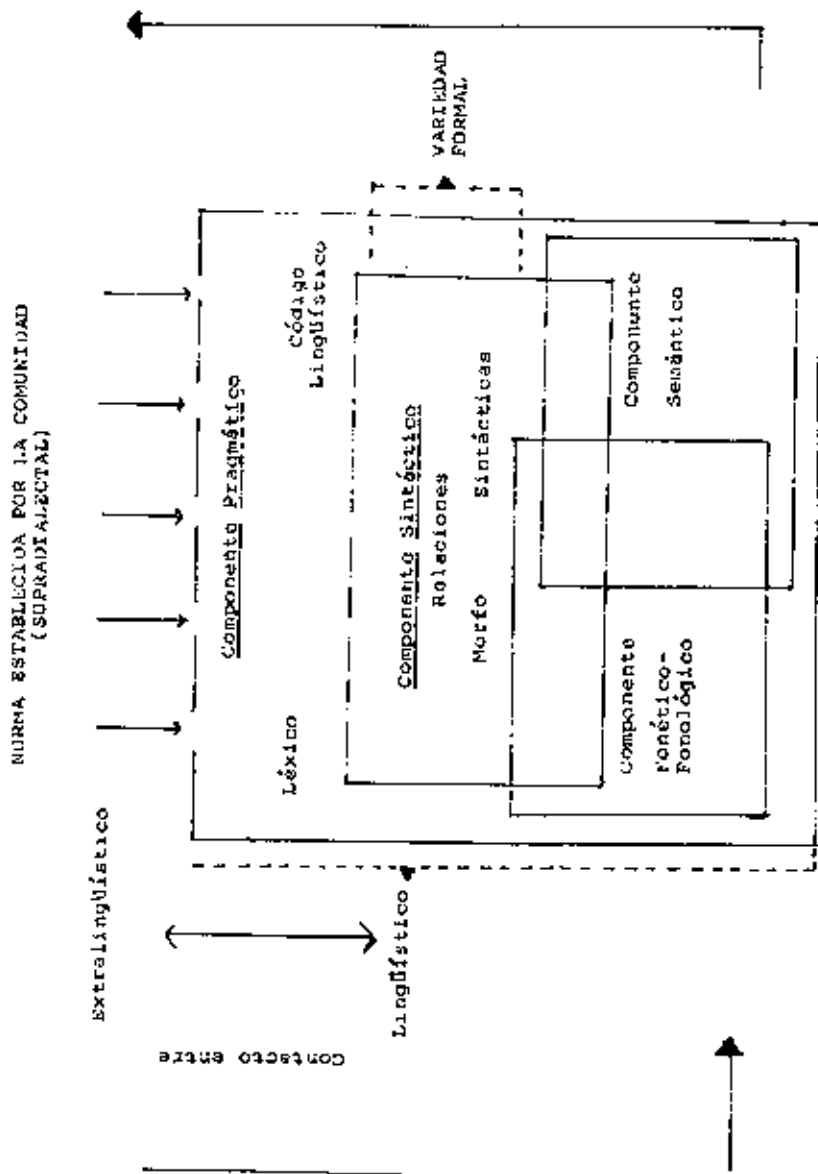 NORMA ESTABLECIDA POR LA COMUNIDAD
(SUPRADIALECTAL)
Extralingüístico
Contacto entre
Lingüístico
Componente Pragmático
Léxico
Código
Lingüístico
Componente Sintáctico
Relaciones
Morfo
Sintácticas
VARIEDAD
FORMAL
Componente
Fonético-
Fonológico
Componente
Semántico